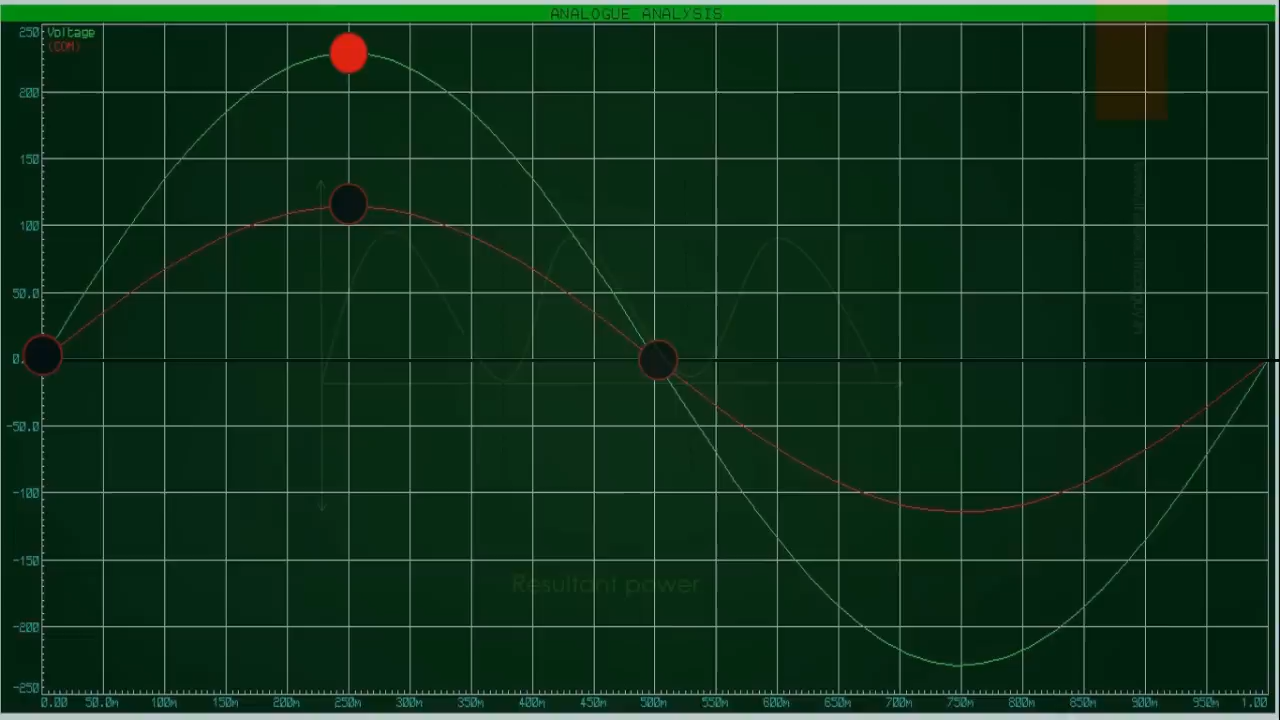 ANALOGUE ANALYSIS
250
Voltage
(COM)
200
150
100
50.0
0.
-50.0
-100
-150
-200
-250
Resultant power
0.00 50.0m 100m 150m 200m 250m 300m 350m 400m 450m 500m 550m 600m 650m 700m 750m 800m 850m 900m 950m 1.00